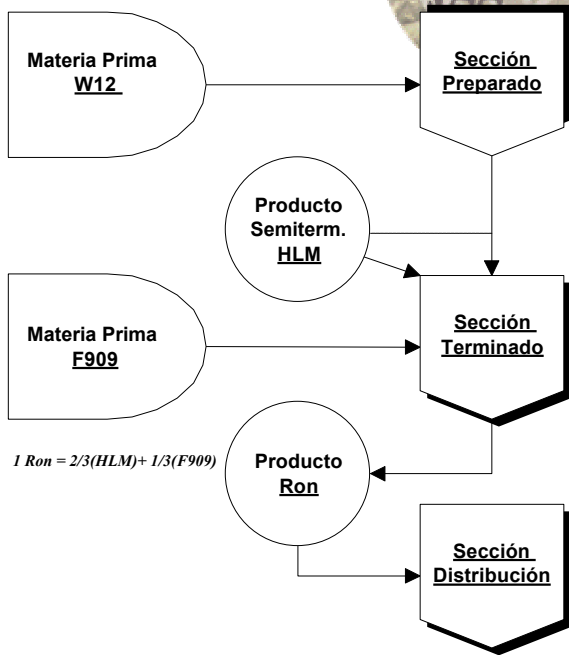 Materia Prima
W12
Sección
Preparado
Producto
Semiterm.
HLM
Materia Prima
F909
Sección
Terminado
1 Ron = 2/3(HLM)+ 1/3(F909)
Producto
Ron
Sección
Distribución